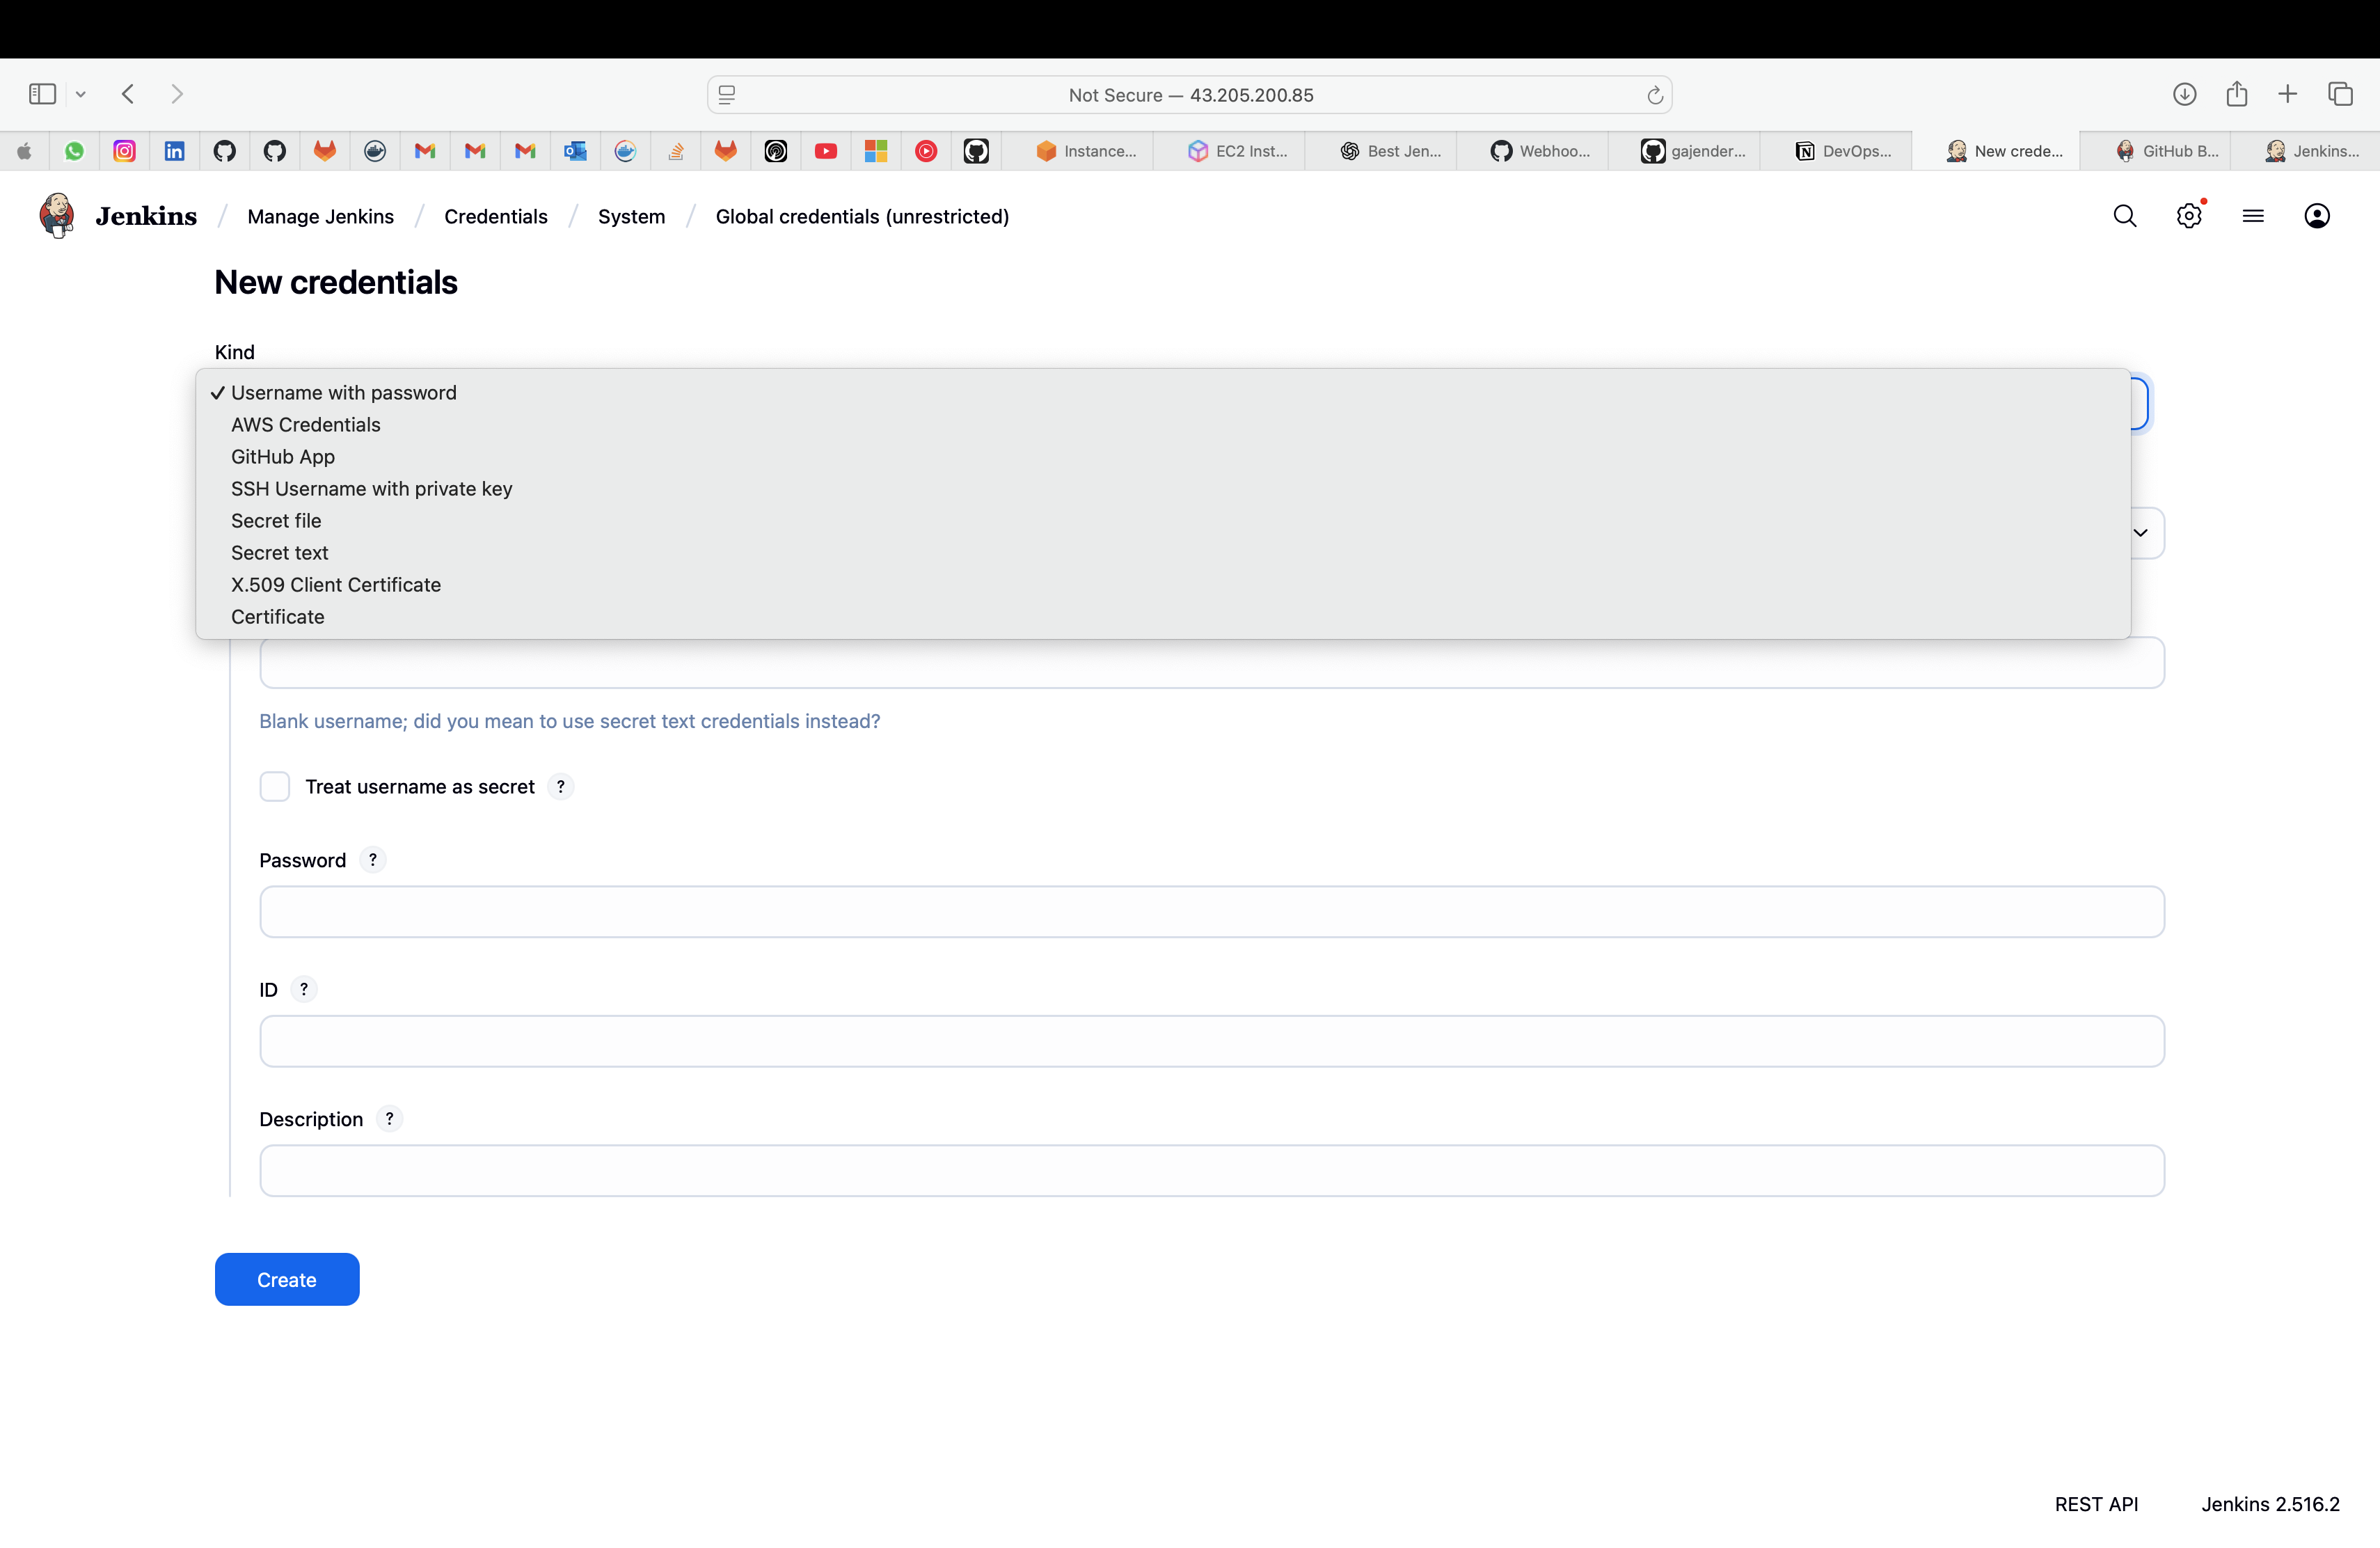 Not Secure — 43.205.200.85
Instance...
EC2 Inst...
Best Jen...
Webhoo...
gajender...
DevOps...
New crede...
GitHub B...
Jenkins...
Jenkins / Manage Jenkins / Credentials / System / Global credentials (unrestricted)
New credentials
Kind
✓ Username with password
AWS Credentials
GitHub App
SSH Username with private key
Secret file
Secret text
X.509 Client Certificate
Certificate
Blank username; did you mean to use secret text credentials instead?
Treat username as secret ?
Password ?
ID ?
Description ?
Create
REST API
Jenkins 2.516.2